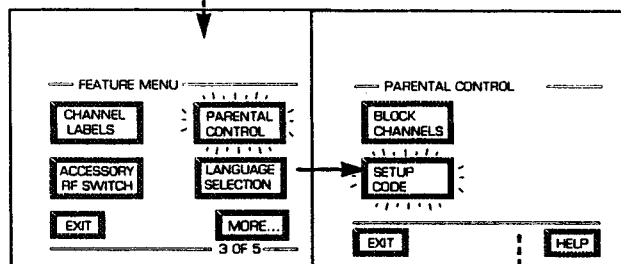 FEATURE MENU
CHANNEL
LABELS
PARENTAL
CONTROL
ACCESSORY
RF SWITCH
LANGUAGE
SELECTION
EXIT
MORE...
3 OF 5
PARENTAL CONTROL
BLOCK
CHANNELS
SETUP
CODE
EXIT
HELP